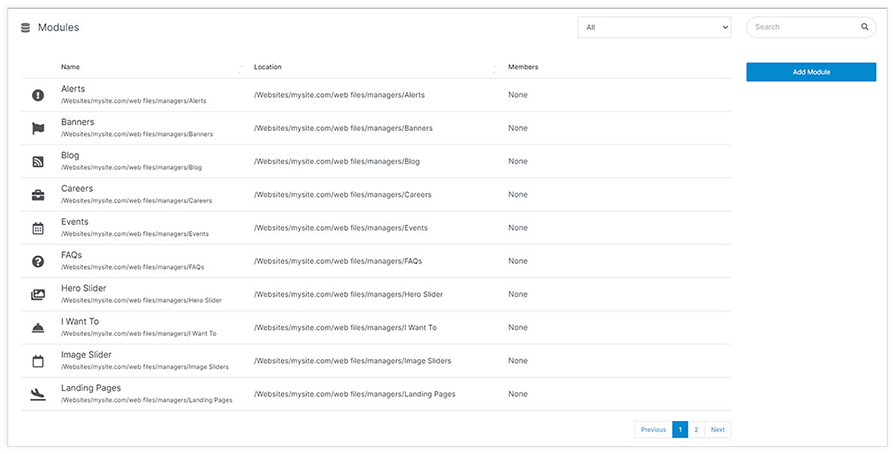 Modules
All
Search
Name Location Members
Add Module
Alerts
/Websites/mysite.com/web files/managers/Alerts
/Websites/mysite.com/web files/managers/Alerts
None
Banners
/Websites/mysite.com/web files/managers/Banners
/Websites/mysite.com/web files/managers/Banners
None
Blog
/Websites/mysite.com/web files/managers/Blog
/Websites/mysite.com/web files/managers/Blog
None
Careers
/Websites/mysite.com/web files/managers/Careers
/Websites/mysite.com/web files/managers/Careers
None
Events
/Websites/mysite.com/web files/managers/Events
/Websites/mysite.com/web files/managers/Events
None
FAQs
/Websites/mysite.com/web files/managers/FAQs
/Websites/mysite.com/web files/managers/FAQs
None
Hero Slider
/Websites/mysite.com/web files/managers/Hero Slider
/Websites/mysite.com/web files/managers/Hero Slider
None
I Want To
/Websites/mysite.com/web files/managers/I Want To
/Websites/mysite.com/web files/managers/I Want To
None
Image Slider
/Websites/mysite.com/web files/managers/Image Sliders
/Websites/mysite.com/web files/managers/Image Sliders
None
Landing Pages
/Websites/mysite.com/web files/managers/Landing Pages
/Websites/mysite.com/web files/managers/Landing Pages
None
Previous 1 2 Next